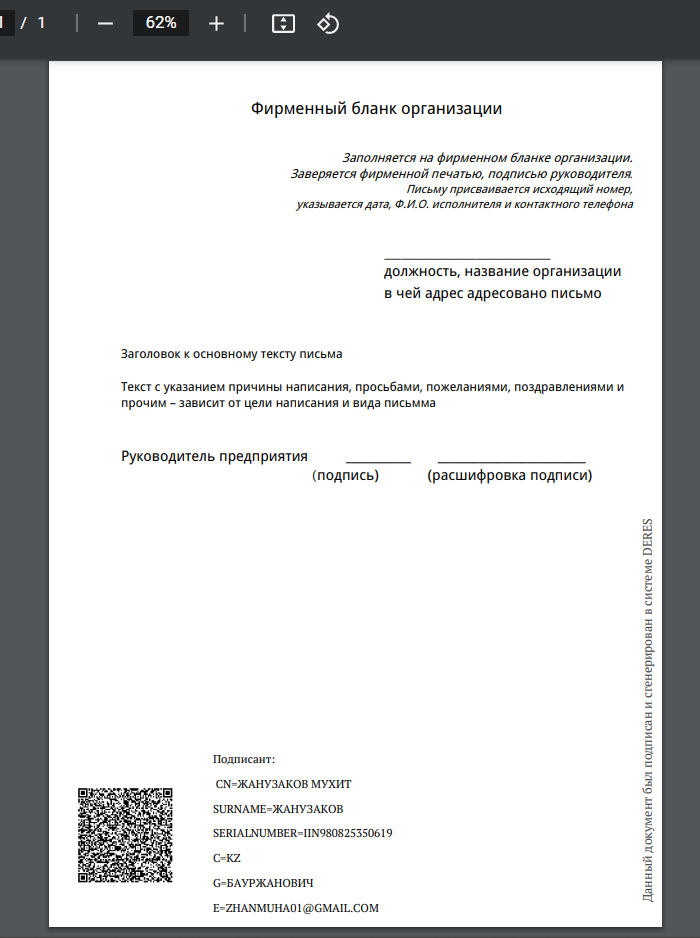 1 / 1
62%
Фирменный бланк организации
Заполняется на фирменном бланке организации.
Заверяется фирменной печатью, подписью руководителя.
Письму присваивается исходящий номер,
указывается дата, Ф.И.О. исполнителя и контактного телефона
должность, название организации
в чей адрес адресовано письмо
Заголовок к основному тексту письма
Текст с указанием причины написания, просьбами, пожеланиями, поздравлениями и
прочим – зависит от цели написания и вида письмма
Руководитель предприятия
(подпись) (расшифровка подписи)
Данный документ был подписан и сгенерирован в системе DERES
Подписант:
CN=ЖАНУЗАКОВ МУХИТ
SURNAME=ЖАНУЗАКОВ
SERIALNUMBER=IIN980825350619
C=KZ
G=БАУРЖАНОВИЧ
E=ZHANMUHA01@GMAIL.COM